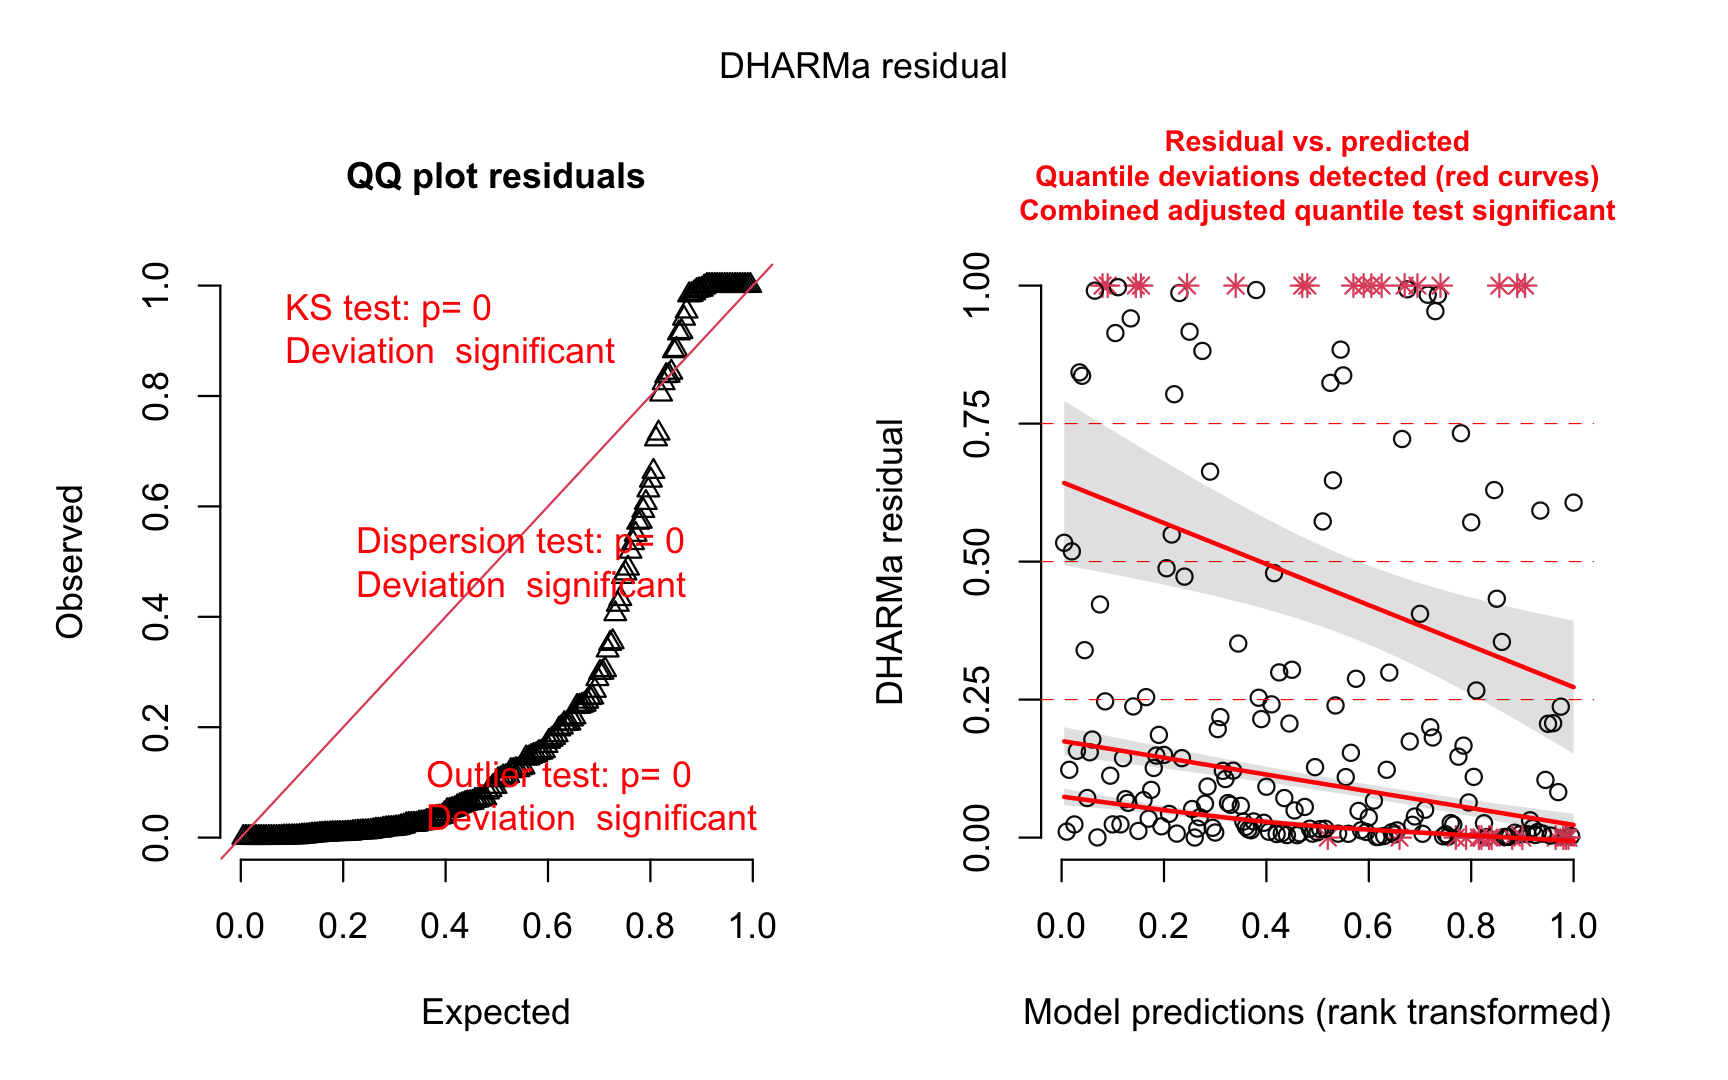 DHARMa residual
QQ plot residuals
KS test: p= 0
Deviation  significant
Dispersion test: p= 0
Deviation  significant
Outlier test: p= 0
Deviation  significant
Observed
1.0
0.8
0.6
0.4
0.2
0.0
0.0 0.2 0.4 0.6 0.8 1.0
Expected
Residual vs. predicted
Quantile deviations detected (red curves)
Combined adjusted quantile test significant
DHARMa residual
1.00
0.75
0.50
0.25
0.00
0.0 0.2 0.4 0.6 0.8 1.0
Model predictions (rank transformed)